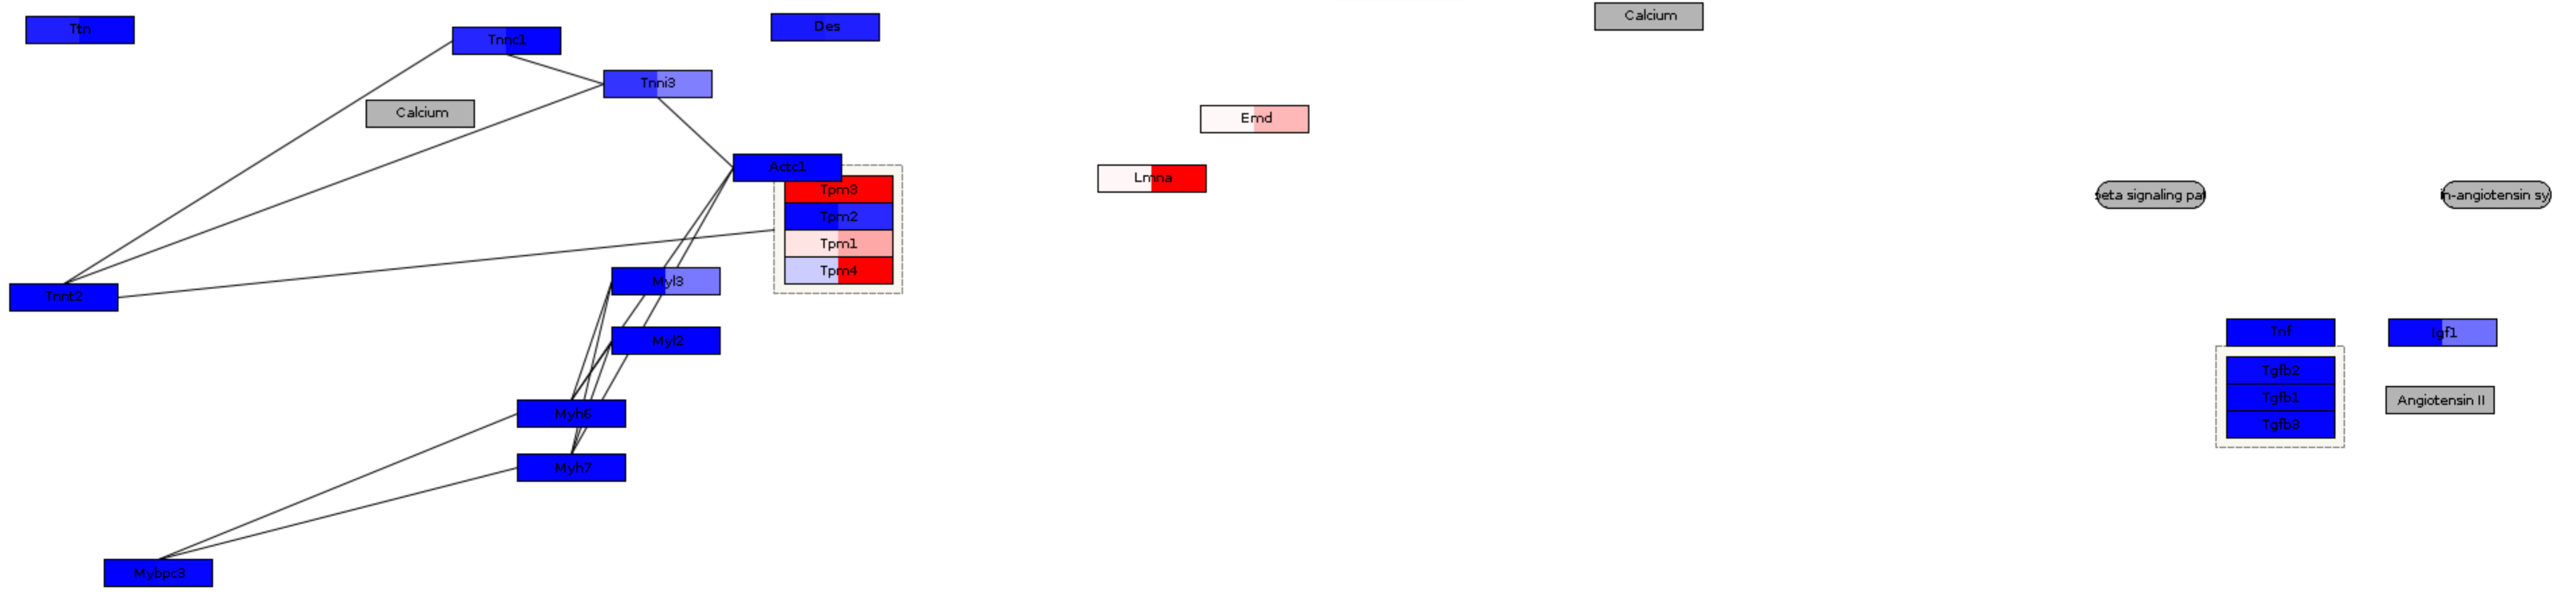 Calcium
Ttn
Des
Tnnc1
Tnni3
Calcium
Emd
Actc1
Lmna
Tpm3
beta signaling pat
n-angiotensin sy
Tpm2
Tpm1
Tpm4
Myl3
Tnnt2
Tnf
Igf1
Myl2
Tgfb2
Tgfb1
Angiotensin II
Myh6
Tgfb3
Myh7
Mybpc3